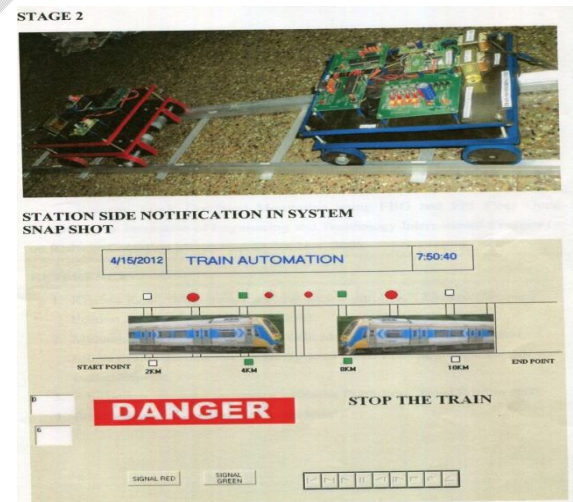 STAGE 2
STATION SIDE NOTIFICATION IN SYSTEM
SNAP SHOT
4/15/2012 TRAIN AUTOMATION 7:50:40
START POINT 2KM 4KM 10KM END POINT
DANGER STOP THE TRAIN
6
SIGNAL RED SIGNAL GREEN